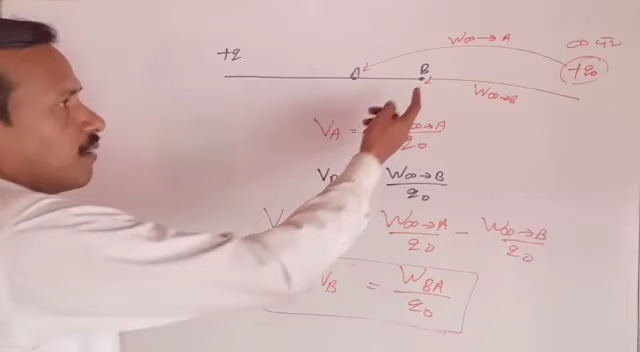 W∞→A ∞ पर
+q
A B +q₀
W∞→B
V_A = W∞→A / q₀
V W∞→B / q₀
V W∞→A / q₀ − W∞→B / q₀
V_B = W_BA / q₀